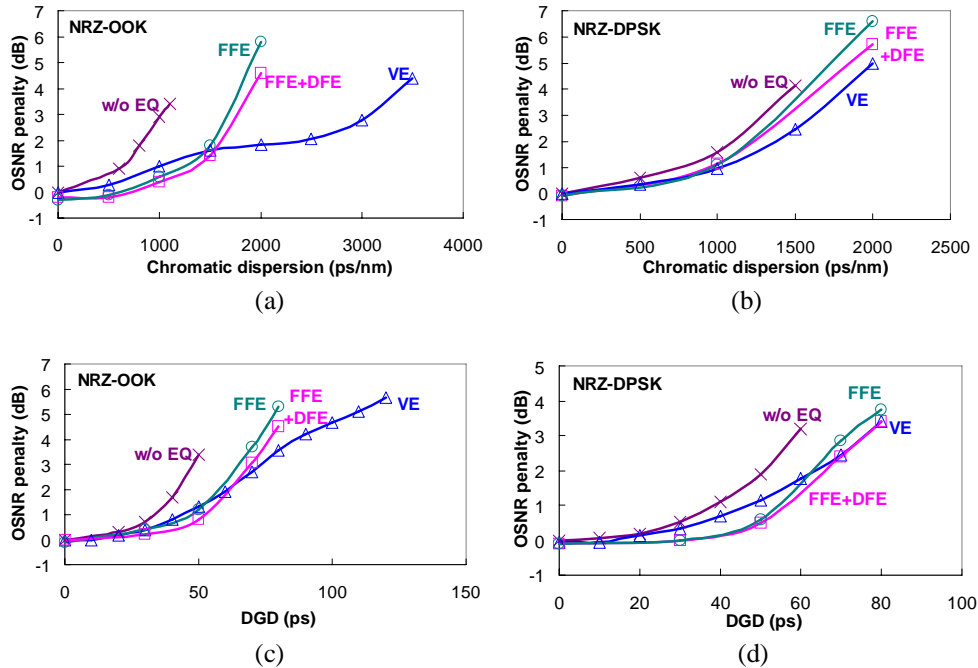 NRZ-OOK
FFE
FFE+DFE
VE
w/o EQ
OSNR penalty (dB)
7
6
5
4
3
2
1
0
-1
0
1000
2000
3000
4000
Chromatic dispersion (ps/nm)
(a)
NRZ-DPSK
FFE
FFE
+DFE
w/o EQ
VE
OSNR penalty (dB)
7
6
5
4
3
2
1
0
-1
0
500
1000
1500
2000
2500
Chromatic dispersion (ps/nm)
(b)
NRZ-OOK
FFE
FFE
+DFE
VE
w/o EQ
OSNR penalty (dB)
7
6
5
4
3
2
1
0
-1
0
50
100
150
DGD (ps)
(c)
NRZ-DPSK
FFE
w/o EQ
VE
FFE+DFE
OSNR penalty (dB)
5
4
3
2
1
0
-1
0
20
40
60
80
100
DGD (ps)
(d)